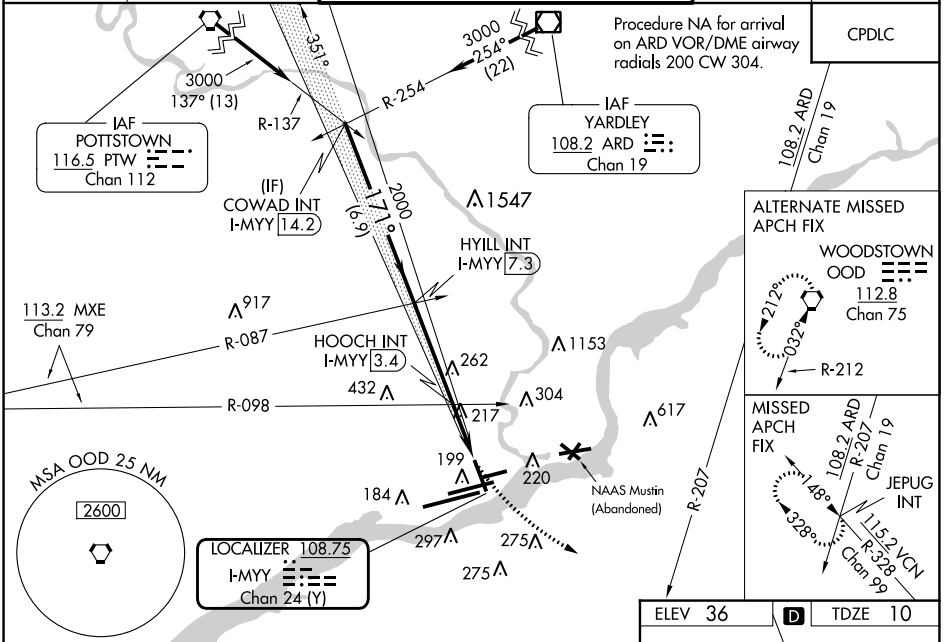 3000
137° (13)
R-137
351°
3000
254°
(22)
R-254
Procedure NA for arrival
on ARD VOR/DME airway
radials 200 CW 304.
CPDLC
IAF
POTTSTOWN
116.5 PTW
Chan 112
IAF
YARDLEY
108.2 ARD
Chan 19
108.2 ARD
Chan 19
(IF)
COWAD INT
I-MYY 14.2
2000
171°
(6.9)
1547
HYILL INT
I-MYY 7.3
ALTERNATE MISSED
APCH FIX
WOODSTOWN
OOD
112.8
Chan 75
212°
032°
R-212
113.2 MXE
Chan 79
917
R-087
HOOCH INT
I-MYY 3.4
262
1153
432
R-098
217
304
617
MISSED
APCH
FIX
108.2 ARD
R-207
Chan 19
JEPUG
INT
148°
328°
115.2 VCN
R-328
Chan 99
MSA OOD 25 NM
2600
199
184
220
NAAS Mustin
(Abandoned)
R-207
297
275
275
LOCALIZER 108.75
I-MYY
Chan 24 (Y)
ELEV 36
D
TDZE 10